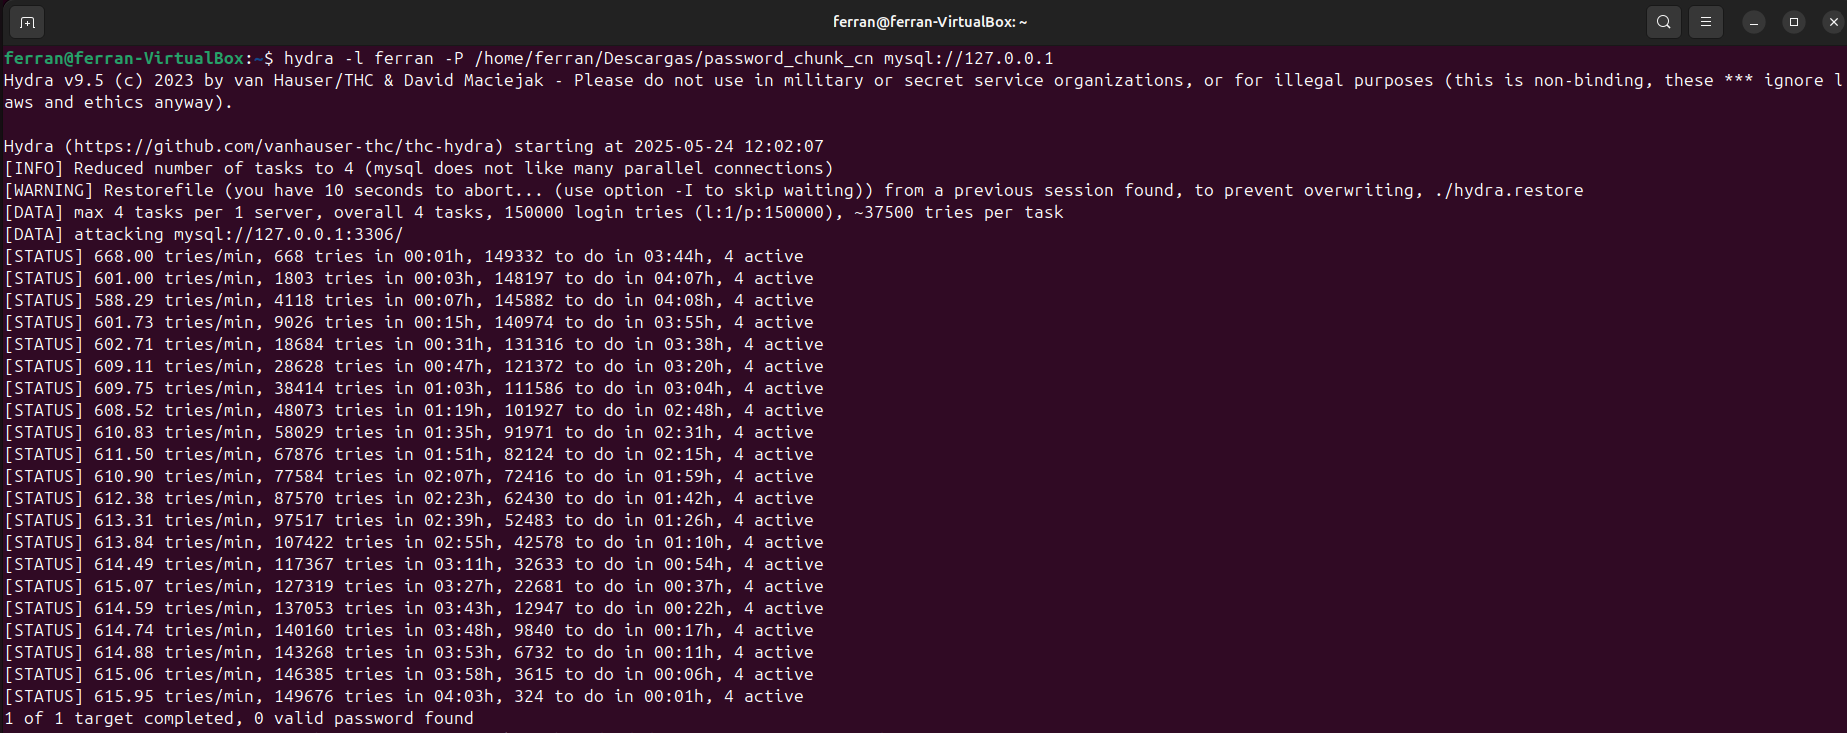 ferran@ferran-VirtualBox: ~
ferran@ferran-VirtualBox:~$ hydra -l ferran -P /home/ferran/Descargas/password_chunk_cn mysql://127.0.0.1
Hydra v9.5 (c) 2023 by van Hauser/THC & David Maciejak - Please do not use in military or secret service organizations, or for illegal purposes (this is non-binding, these *** ignore l
aws and ethics anyway).
Hydra (https://github.com/vanhauser-thc/thc-hydra) starting at 2025-05-24 12:02:07
[INFO] Reduced number of tasks to 4 (mysql does not like many parallel connections)
[WARNING] Restorefile (you have 10 seconds to abort... (use option -I to skip waiting)) from a previous session found, to prevent overwriting, ./hydra.restore
[DATA] max 4 tasks per 1 server, overall 4 tasks, 150000 login tries (l:1/p:150000), ~37500 tries per task
[DATA] attacking mysql://127.0.0.1:3306/
[STATUS] 668.00 tries/min, 668 tries in 00:01h, 149332 to do in 03:44h, 4 active
[STATUS] 601.00 tries/min, 1803 tries in 00:03h, 148197 to do in 04:07h, 4 active
[STATUS] 588.29 tries/min, 4118 tries in 00:07h, 145882 to do in 04:08h, 4 active
[STATUS] 601.73 tries/min, 9026 tries in 00:15h, 140974 to do in 03:55h, 4 active
[STATUS] 602.71 tries/min, 18684 tries in 00:31h, 131316 to do in 03:38h, 4 active
[STATUS] 609.11 tries/min, 28628 tries in 00:47h, 121372 to do in 03:20h, 4 active
[STATUS] 609.75 tries/min, 38414 tries in 01:03h, 111586 to do in 03:04h, 4 active
[STATUS] 608.52 tries/min, 48073 tries in 01:19h, 101927 to do in 02:48h, 4 active
[STATUS] 610.83 tries/min, 58029 tries in 01:35h, 91971 to do in 02:31h, 4 active
[STATUS] 611.50 tries/min, 67876 tries in 01:51h, 82124 to do in 02:15h, 4 active
[STATUS] 610.90 tries/min, 77584 tries in 02:07h, 72416 to do in 01:59h, 4 active
[STATUS] 612.38 tries/min, 87570 tries in 02:23h, 62430 to do in 01:42h, 4 active
[STATUS] 613.31 tries/min, 97517 tries in 02:39h, 52483 to do in 01:26h, 4 active
[STATUS] 613.84 tries/min, 107422 tries in 02:55h, 42578 to do in 01:10h, 4 active
[STATUS] 614.49 tries/min, 117367 tries in 03:11h, 32633 to do in 00:54h, 4 active
[STATUS] 615.07 tries/min, 127319 tries in 03:27h, 22681 to do in 00:37h, 4 active
[STATUS] 614.59 tries/min, 137053 tries in 03:43h, 12947 to do in 00:22h, 4 active
[STATUS] 614.74 tries/min, 140160 tries in 03:48h, 9840 to do in 00:17h, 4 active
[STATUS] 614.88 tries/min, 143268 tries in 03:53h, 6732 to do in 00:11h, 4 active
[STATUS] 615.06 tries/min, 146385 tries in 03:58h, 3615 to do in 00:06h, 4 active
[STATUS] 615.95 tries/min, 149676 tries in 04:03h, 324 to do in 00:01h, 4 active
1 of 1 target completed, 0 valid password found